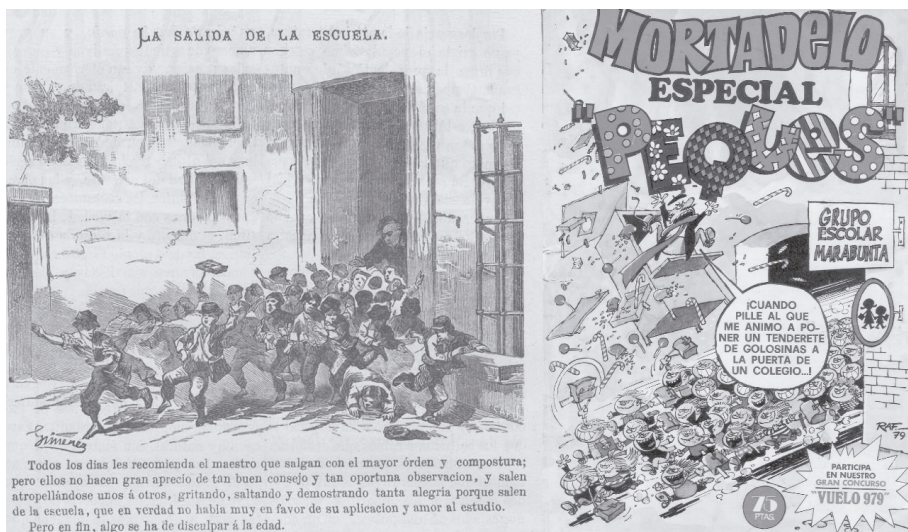 LA SALIDA DE LA ESCUELA.
Gimenez
Todos los dias les recomienda el maestro que salgan con el mayor órden y compostura;
pero ellos no hacen gran aprecio de tan buen consejo y tan oportuna observacion, y salen
atropellándose unos á otros, gritando, saltando y demostrando tanta alegría porque salen
de la escuela, que en verdad no habia muy en favor de su aplicacion y amor al estudio.
Pero en fin, algo se ha de disculpar á la edad.
MORTADELO
ESPECIAL
"PEQUES"
GRUPO
ESCOLAR
MARABUNTA
¡CUANDO
PILLE AL QUE
ME ANIMO A PO-
NER UN TENDERETE
DE GOLOSINAS A
LA PUERTA DE
UN COLEGIO...!
RAF
79
75
PTAS.
PARTICIPA
EN NUESTRO
GRAN CONCURSO
"VUELO 979"